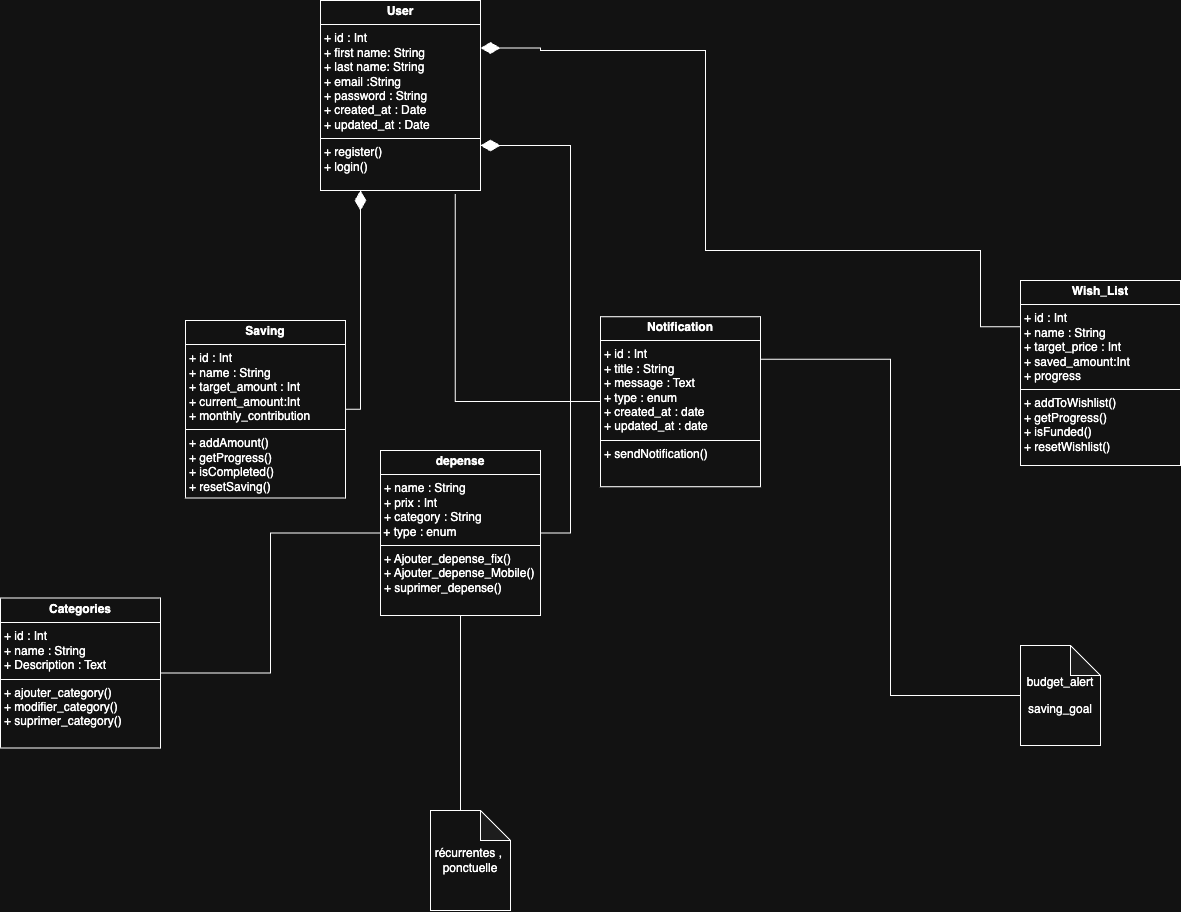 User
+ id : Int
+ first name: String
+ last name: String
+ email :String
+ password : String
+ created_at : Date
+ updated_at : Date
+ register()
+ login()
Saving
+ id : Int
+ name : String
+ target_amount : Int
+ current_amount:Int
+ monthly_contribution
+ addAmount()
+ getProgress()
+ isCompleted()
+ resetSaving()
Notification
+ id : Int
+ title : String
+ message : Text
+ type : enum
+ created_at : date
+ updated_at : date
+ sendNotification()
Wish_List
+ id : Int
+ name : String
+ target_price : Int
+ saved_amount:Int
+ progress
+ addToWishlist()
+ getProgress()
+ isFunded()
+ resetWishlist()
depense
+ name : String
+ prix : Int
+ category : String
+ type : enum
+ Ajouter_depense_fix()
+ Ajouter_depense_Mobile()
+ suprimer_depense()
Categories
+ id : Int
+ name : String
+ Description : Text
+ ajouter_category()
+ modifier_category()
+ suprimer_category()
budget_alert
saving_goal
récurrentes ,
ponctuelle